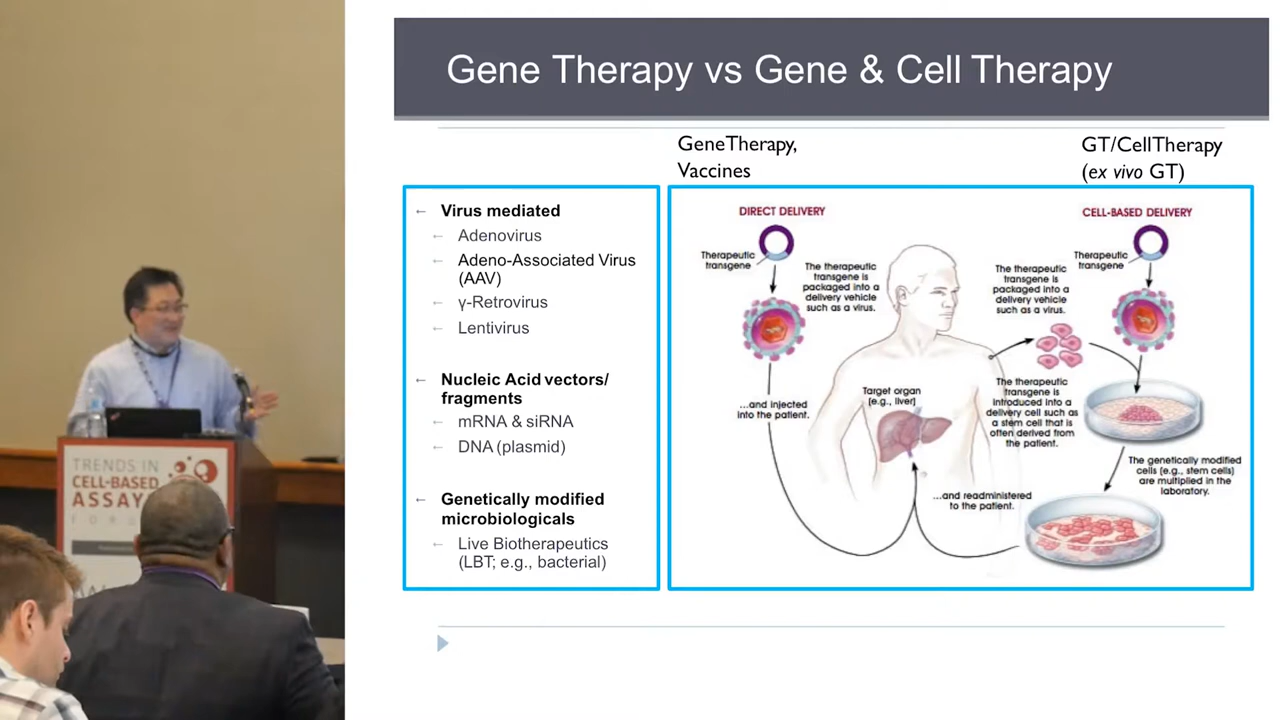 Gene Therapy vs Gene & Cell Therapy
GeneTherapy,
Vaccines
GT/CellTherapy
(ex vivo GT)
← Virus mediated
← Adenovirus
← Adeno-Associated Virus
(AAV)
← γ-Retrovirus
← Lentivirus
← Nucleic Acid vectors/
fragments
← mRNA & siRNA
← DNA (plasmid)
← Genetically modified
microbiologicals
← Live Biotherapeutics
(LBT; e.g., bacterial)
DIRECT DELIVERY
Therapeutic
transgene
The therapeutic
transgene is
packaged into a
delivery vehicle
such as a virus.
...and injected
into the patient.
Target organ
(e.g., liver)
CELL-BASED DELIVERY
Therapeutic
transgene
The therapeutic
transgene is
packaged into a
delivery vehicle
such as a virus.
The therapeutic
transgene is
introduced into a
delivery cell such as
a stem cell that is
often derived from
the patient.
The genetically modified
cells (e.g., stem cells)
are multiplied in the
laboratory.
...and readministered
to the patient.
TRENDS IN
CELL-BASED
ASSAY